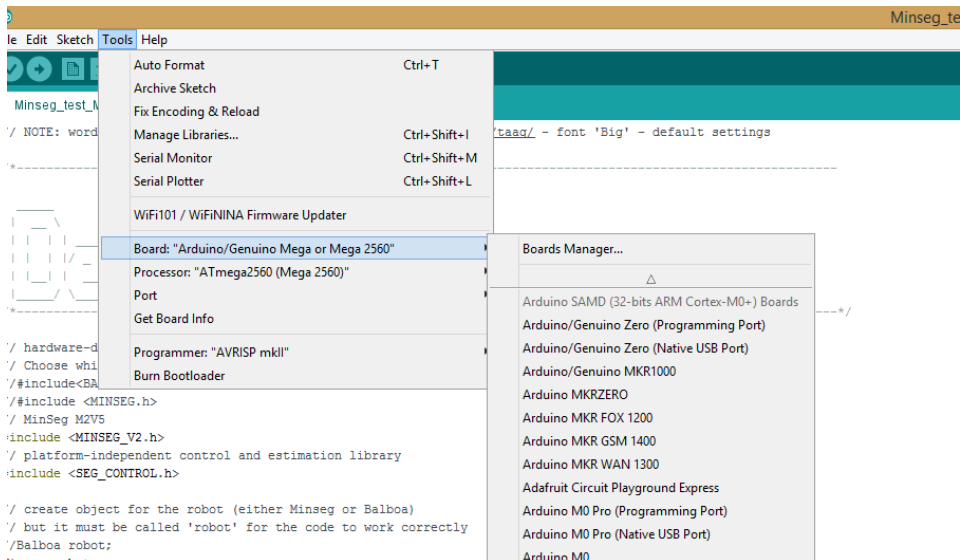 Minseg_te
le Edit Sketch Tools Help
Minseg_test_M
Auto Format Ctrl+T
Archive Sketch
Fix Encoding & Reload
Manage Libraries... Ctrl+Shift+I
Serial Monitor Ctrl+Shift+M
Serial Plotter Ctrl+Shift+L
WiFi101 / WiFiNINA Firmware Updater
Board: "Arduino/Genuino Mega or Mega 2560"
Processor: "ATmega2560 (Mega 2560)"
Port
Get Board Info
Programmer: "AVRISP mkII"
Burn Bootloader
Boards Manager...
Arduino SAMD (32-bits ARM Cortex-M0+) Boards
Arduino/Genuino Zero (Programming Port)
Arduino/Genuino Zero (Native USB Port)
Arduino/Genuino MKR1000
Arduino MKRZERO
Arduino MKR FOX 1200
Arduino MKR GSM 1400
Arduino MKR WAN 1300
Adafruit Circuit Playground Express
Arduino M0 Pro (Programming Port)
Arduino M0 Pro (Native USB Port)
Arduino M0
/ NOTE: word /taag/ - font 'Big' - default settings
/ hardware-d
/ Choose whi
/#include<BA
/#include <MINSEG.h>
/ MinSeg M2V5
include <MINSEG_V2.h>
/ platform-independent control and estimation library
include <SEG_CONTROL.h>
/ create object for the robot (either Minseg or Balboa)
/ but it must be called 'robot' for the code to work correctly
/Balboa robot;